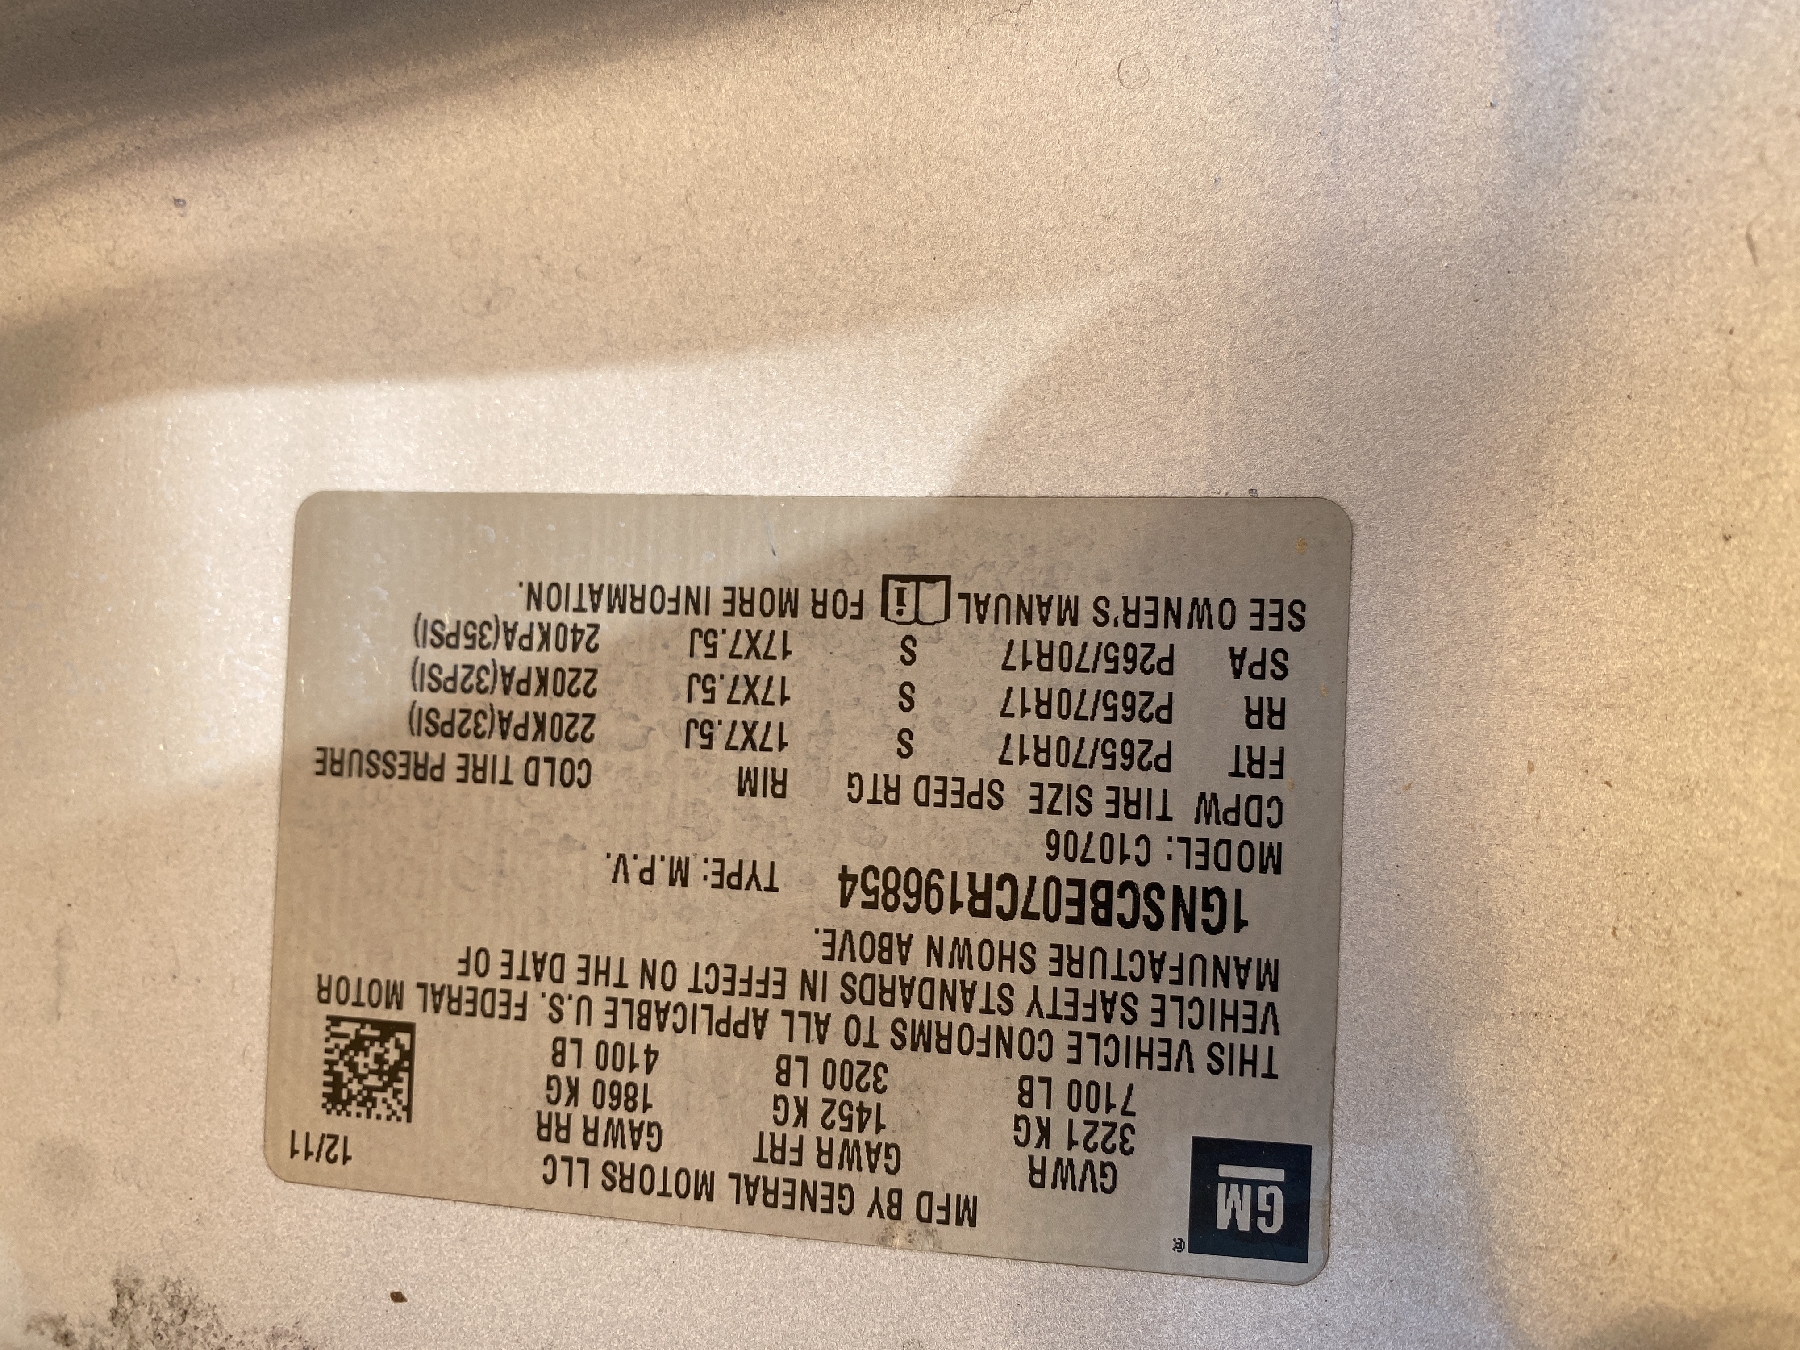 GM
®
MFD BY GENERAL MOTORS LLC 12/11
GVWR GAWR FRT GAWR RR
3221 KG 1452 KG 1860 KG
7100 LB 3200 LB 4100 LB
THIS VEHICLE CONFORMS TO ALL APPLICABLE U.S. FEDERAL MOTOR
VEHICLE SAFETY STANDARDS IN EFFECT ON THE DATE OF
MANUFACTURE SHOWN ABOVE.
1GNSCBE07CR196854 TYPE: M.P.V.
MODEL: C10706
CDPW TIRE SIZE SPEED RTG RIM COLD TIRE PRESSURE
FRT P265/70R17 S 17X7.5J 220KPA(32PSI)
RR P265/70R17 S 17X7.5J 220KPA(32PSI)
SPA P265/70R17 S 17X7.5J 240KPA(35PSI)
SEE OWNER'S MANUAL i FOR MORE INFORMATION.